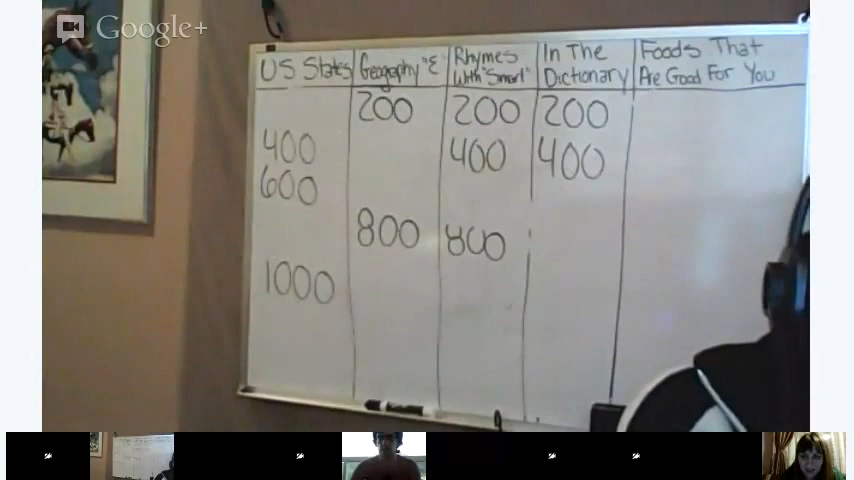 Google+
US States Geography "E" Rhymes With "Smart" In The Dictionary Foods That Are Good For You
200 200 200
400 400 400
600
800 800
1000